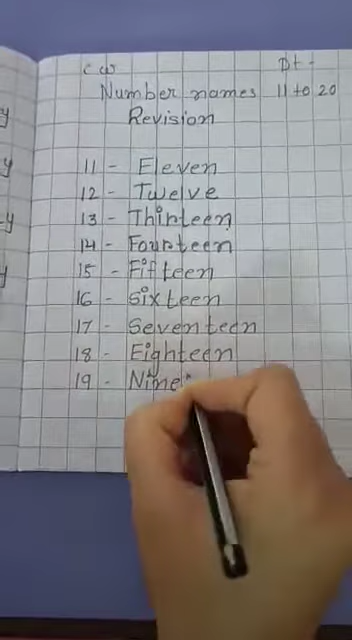 y
y
y
y
C.W Dt -
Number names 11 to 20
Revision
11 - Eleven
12 - Twelve
13 - Thirteen
14 - Fourteen
15 - Fifteen
16 - Sixteen
17 - Seventeen
18 - Eighteen
19 - Nine